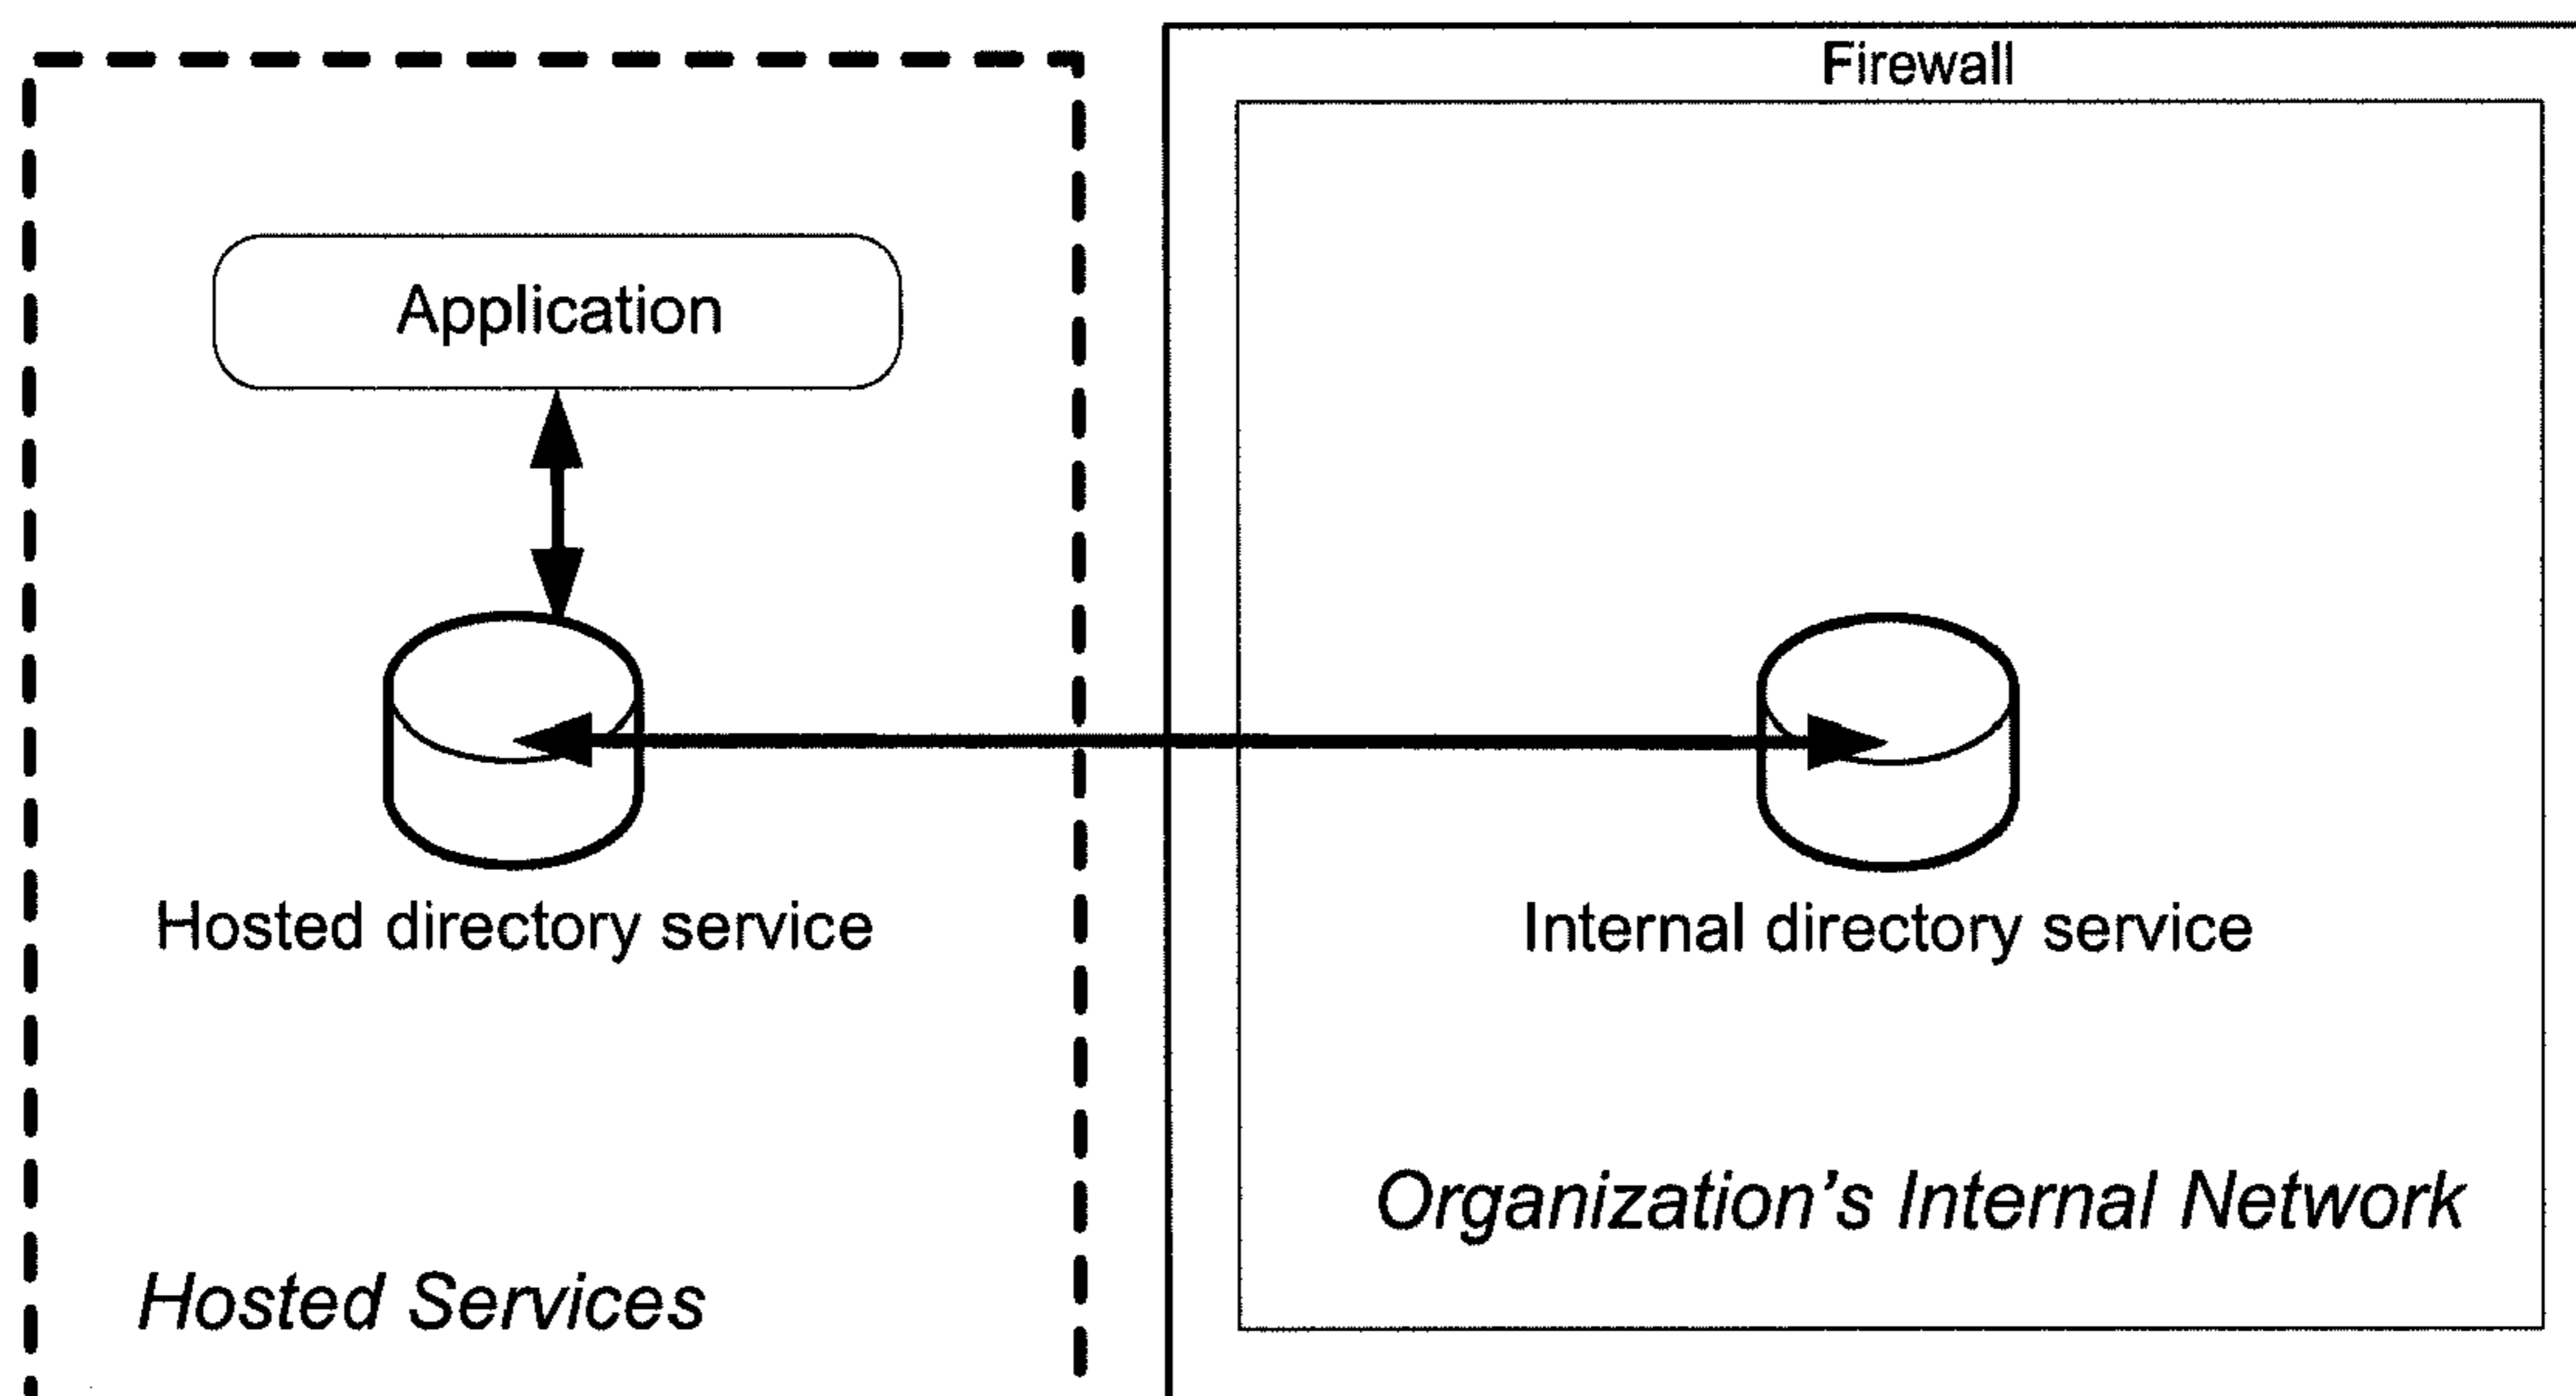 Firewall
Application
Hosted directory service
Internal directory service
Organization's Internal Network
Hosted Services